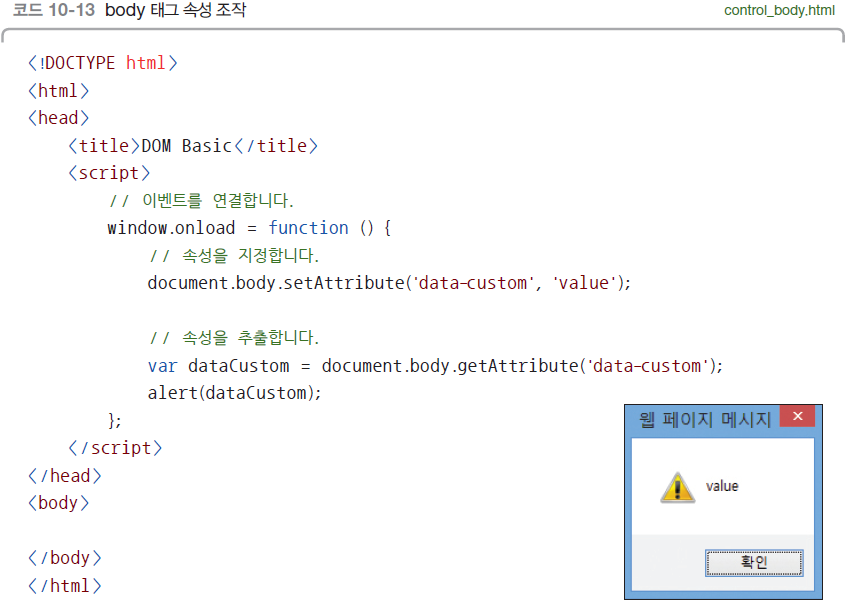 코드 10-13 body 태그 속성 조작
control_body.html
<!DOCTYPE html>
<html>
<head>
    <title>DOM Basic</title>
    <script>
        // 이벤트를 연결합니다.
        window.onload = function () {
            // 속성을 지정합니다.
            document.body.setAttribute('data-custom', 'value');

            // 속성을 추출합니다.
            var dataCustom = document.body.getAttribute('data-custom');
            alert(dataCustom);
        };
    </script>
</head>
<body>

</body>
</html>
웹 페이지 메시지
value
확인